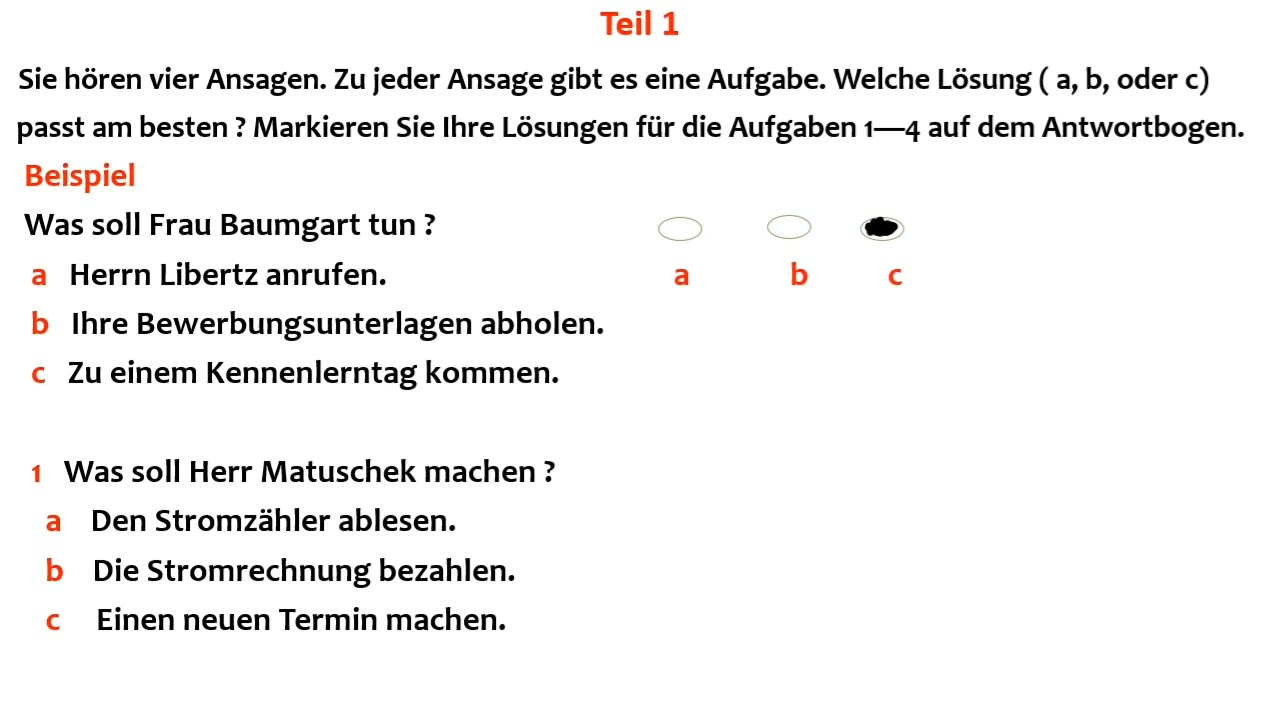 Teil 1
Sie hören vier Ansagen. Zu jeder Ansage gibt es eine Aufgabe. Welche Lösung ( a, b, oder c)
passt am besten ? Markieren Sie Ihre Lösungen für die Aufgaben 1—4 auf dem Antwortbogen.
Beispiel
Was soll Frau Baumgart tun ?
a Herrn Libertz anrufen. a b c
b Ihre Bewerbungsunterlagen abholen.
c Zu einem Kennenlerntag kommen.
1 Was soll Herr Matuschek machen ?
a Den Stromzähler ablesen.
b Die Stromrechnung bezahlen.
c Einen neuen Termin machen.